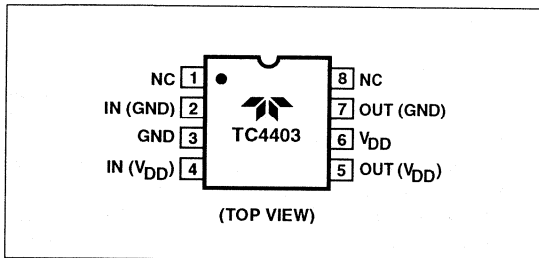 NC 1 8 NC
IN (GND) 2 7 OUT (GND)
GND 3 TC4403 6 VDD
IN (VDD) 4 5 OUT (VDD)
(TOP VIEW)